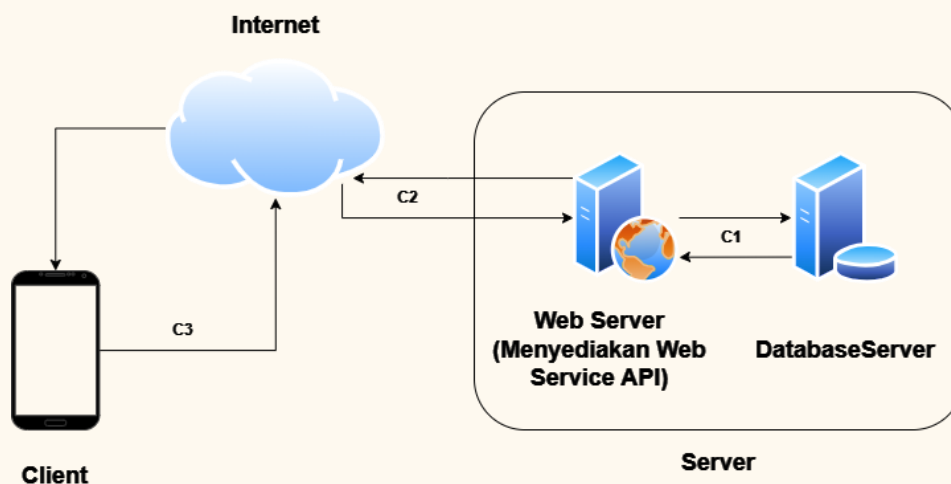 Internet
C2
C1
C3
Web Server
(Menyediakan Web
Service API)
DatabaseServer
Server
Client